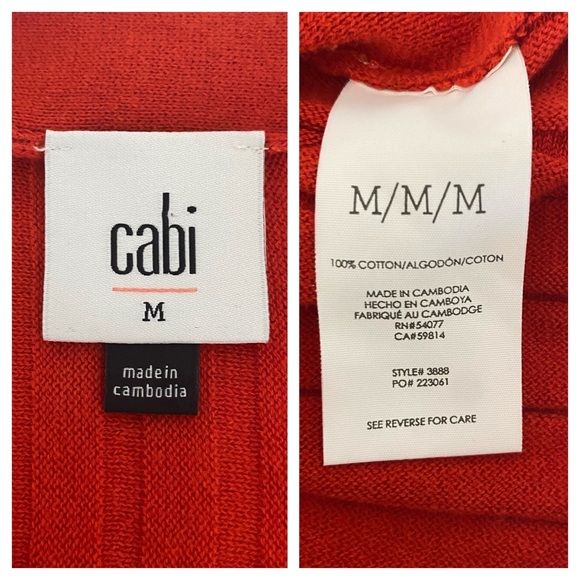 cabi
M
made in
cambodia
M/M/M
100% COTTON/ALGODÓN/COTON
MADE IN CAMBODIA
HECHO EN CAMBOYA
FABRIQUÉ AU CAMBODGE
RN#54077
CA#59814
STYLE# 3888
PO# 223061
SEE REVERSE FOR CARE